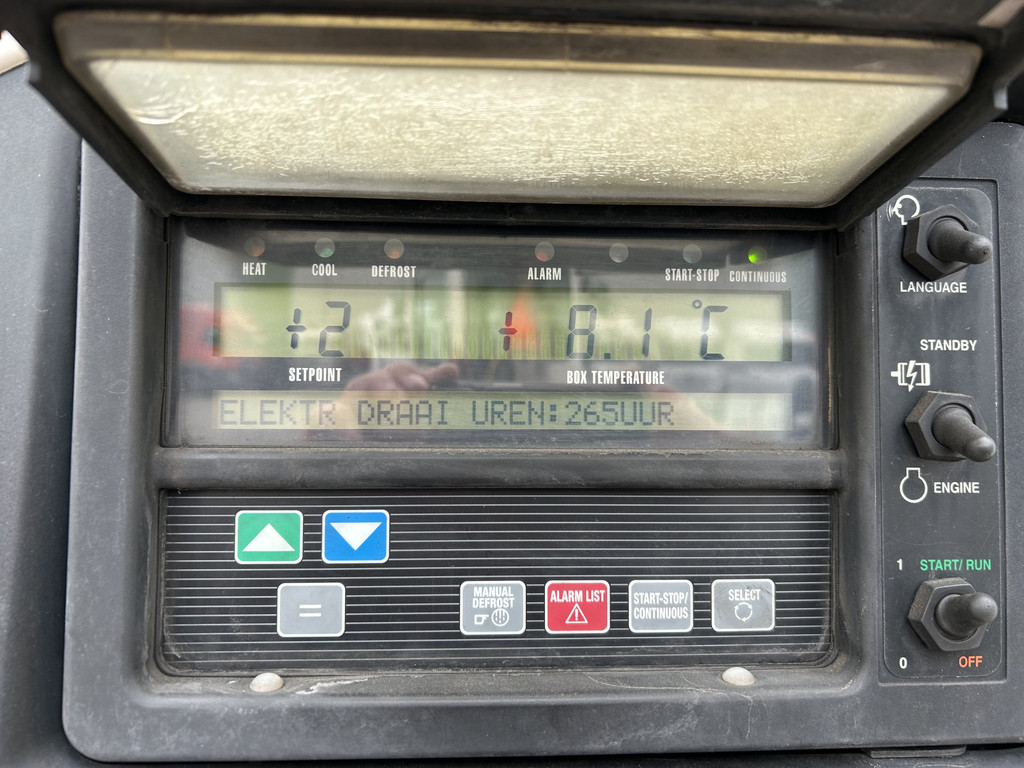 HEAT COOL DEFROST ALARM START-STOP CONTINUOUS
+2 + 8.1 °C
SETPOINT BOX TEMPERATURE
ELEKTR DRAAI UREN:265UUR
=
MANUAL DEFROST
ALARM LIST
START-STOP/ CONTINUOUS
SELECT
LANGUAGE
STANDBY
ENGINE
1 START/RUN
0 OFF